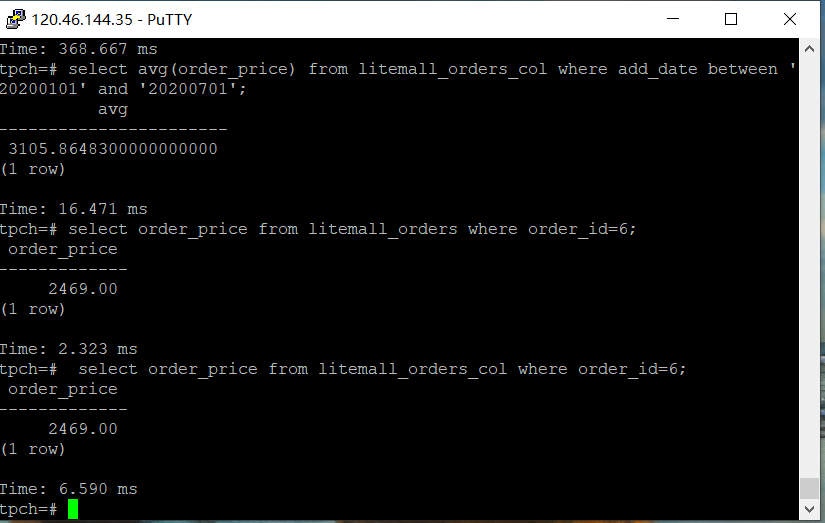 120.46.144.35 - PuTTY
Time: 368.667 ms
tpch=# select avg(order_price) from litemall_orders_col where add_date between '
20200101' and '20200701';
avg
-----------------------
3105.8648300000000000
(1 row)
Time: 16.471 ms
tpch=# select order_price from litemall_orders where order_id=6;
order_price
-------------
2469.00
(1 row)
Time: 2.323 ms
tpch=#  select order_price from litemall_orders_col where order_id=6;
order_price
-------------
2469.00
(1 row)
Time: 6.590 ms
tpch=#